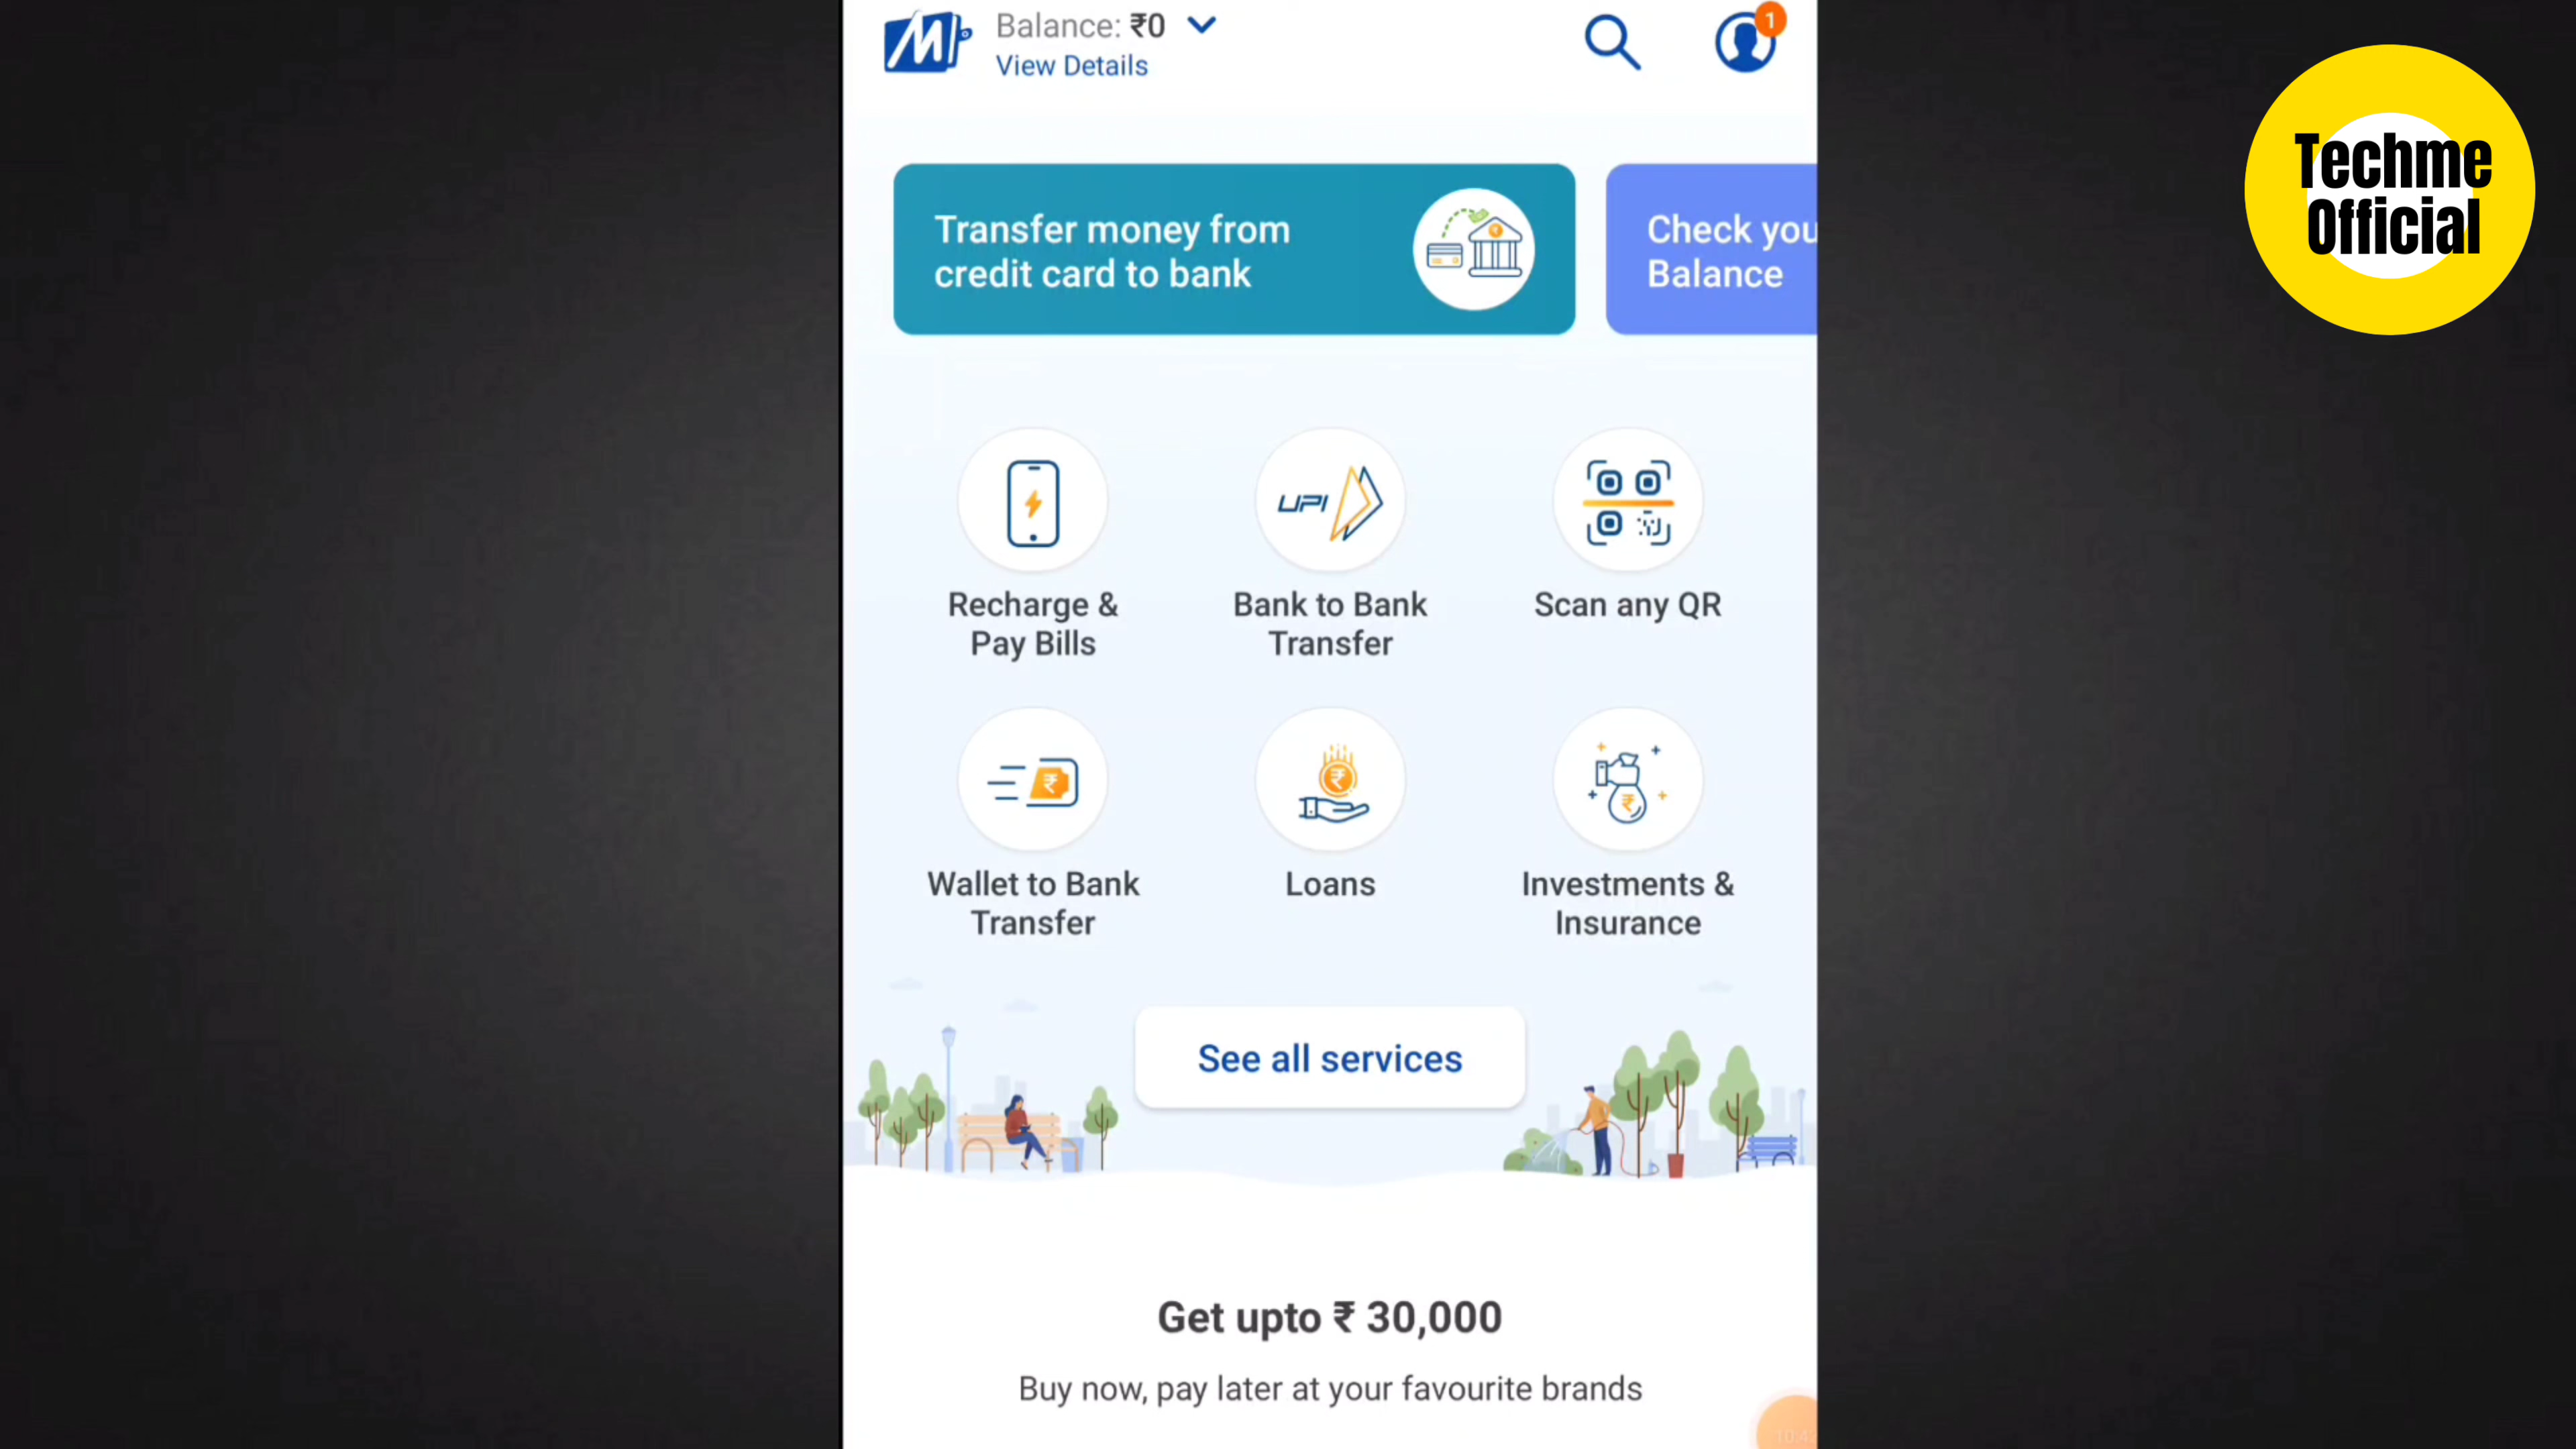 Balance: ₹0
View Details
1
Techme
Official
Transfer money from
credit card to bank
Check you
Balance
UPI
Recharge &
Pay Bills
Bank to Bank
Transfer
Scan any QR
Wallet to Bank
Transfer
Loans
Investments &
Insurance
See all services
Get upto ₹ 30,000
Buy now, pay later at your favourite brands